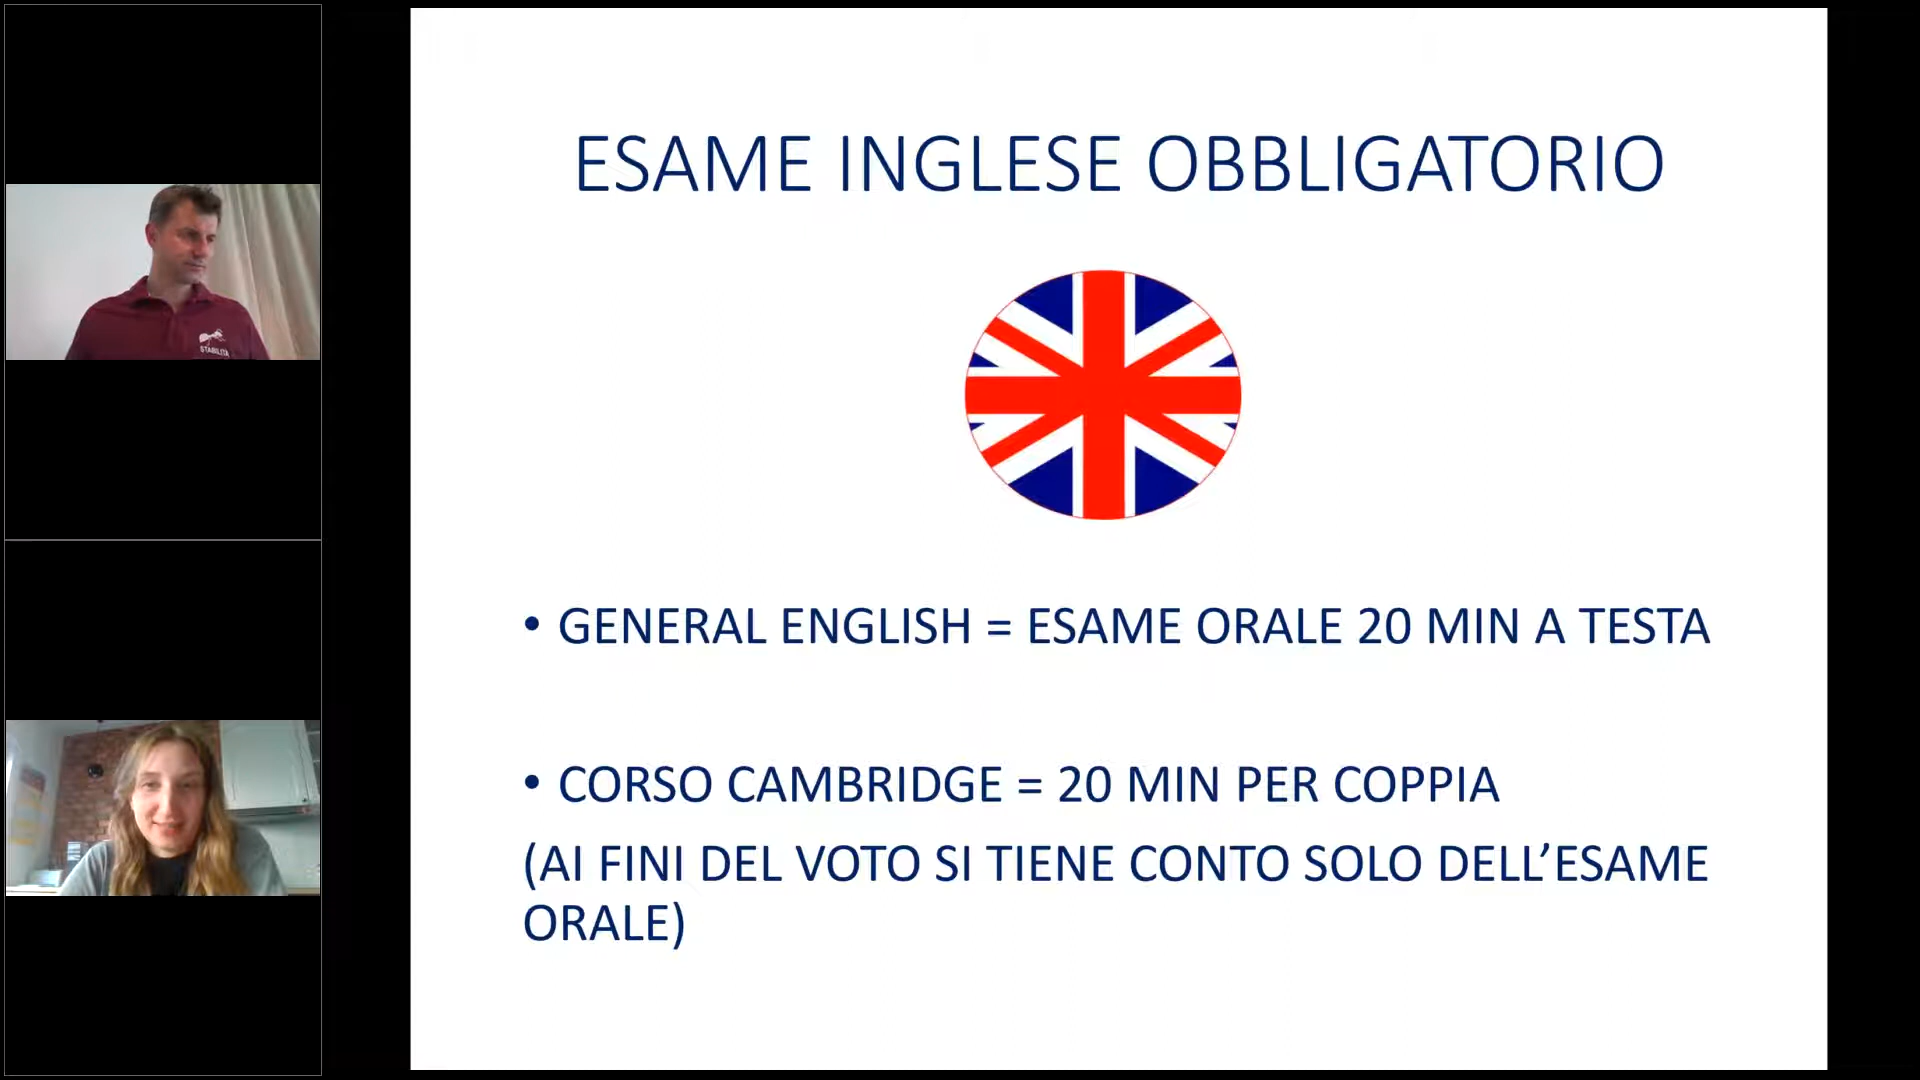 ESAME INGLESE OBBLIGATORIO
• GENERAL ENGLISH = ESAME ORALE 20 MIN A TESTA
• CORSO CAMBRIDGE = 20 MIN PER COPPIA
(AI FINI DEL VOTO SI TIENE CONTO SOLO DELL’ESAME
ORALE)
STABILITA